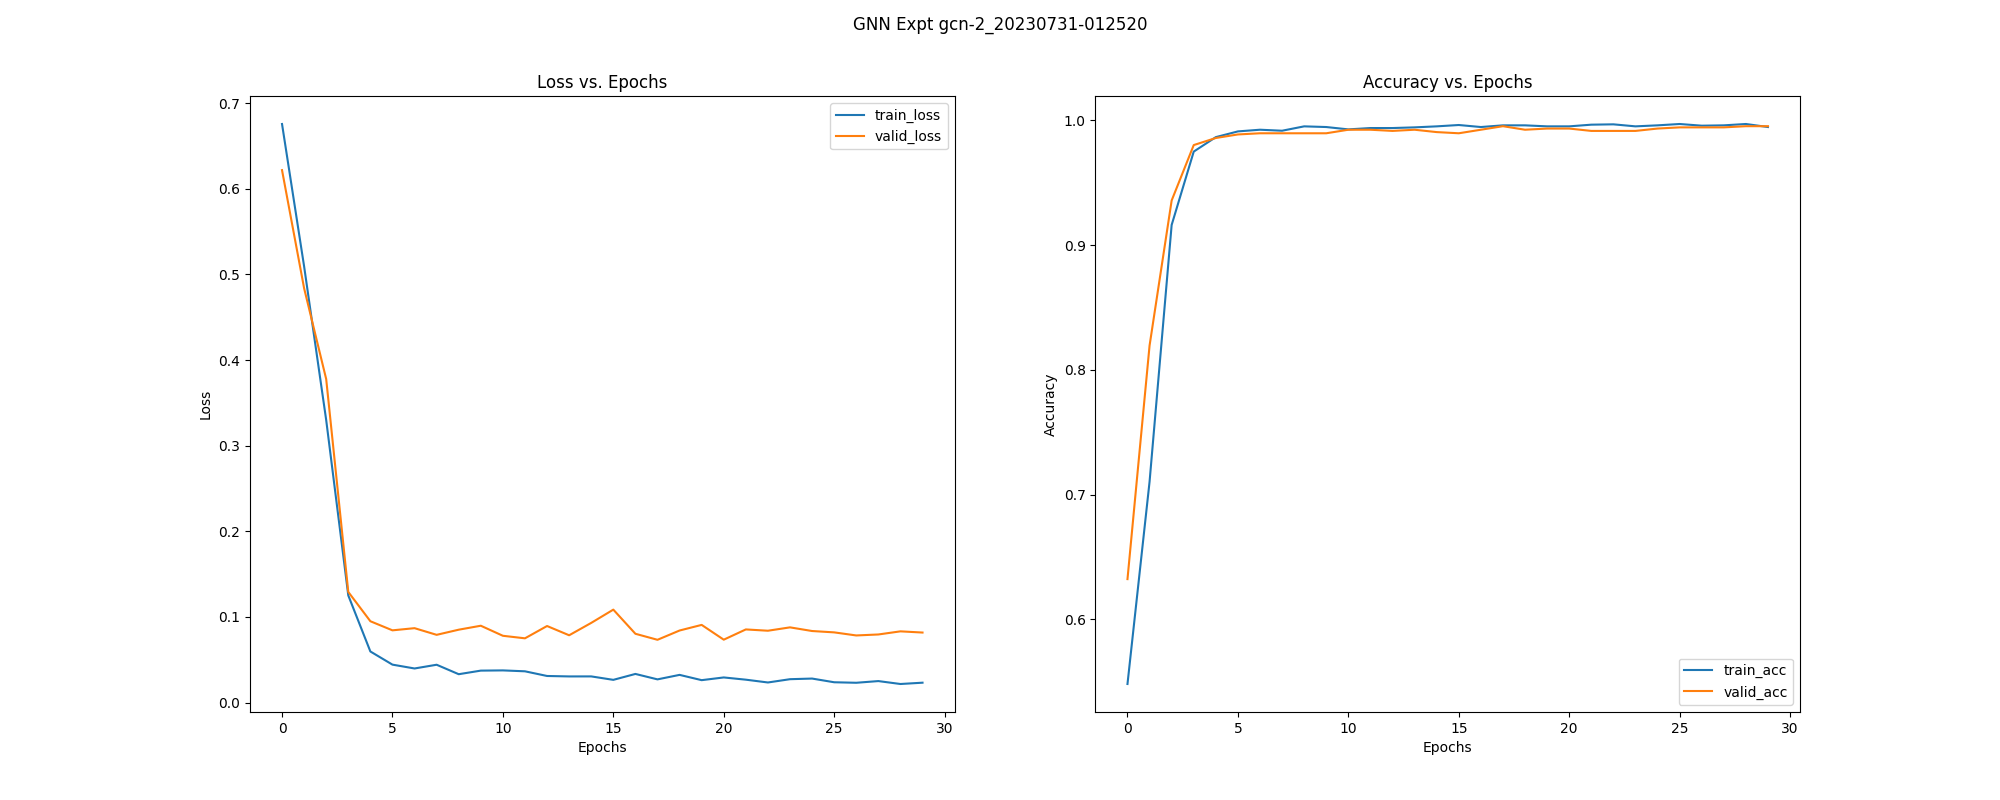 GNN Expt gcn-2_20230731-012520
Loss vs. Epochs
0.7
0.6
0.5
0.4
0.3
0.2
0.1
0.0
Loss
0 5 10 15 20 25 30
Epochs
train_loss
valid_loss
Accuracy vs. Epochs
1.0
0.9
0.8
0.7
0.6
Accuracy
0 5 10 15 20 25 30
Epochs
train_acc
valid_acc